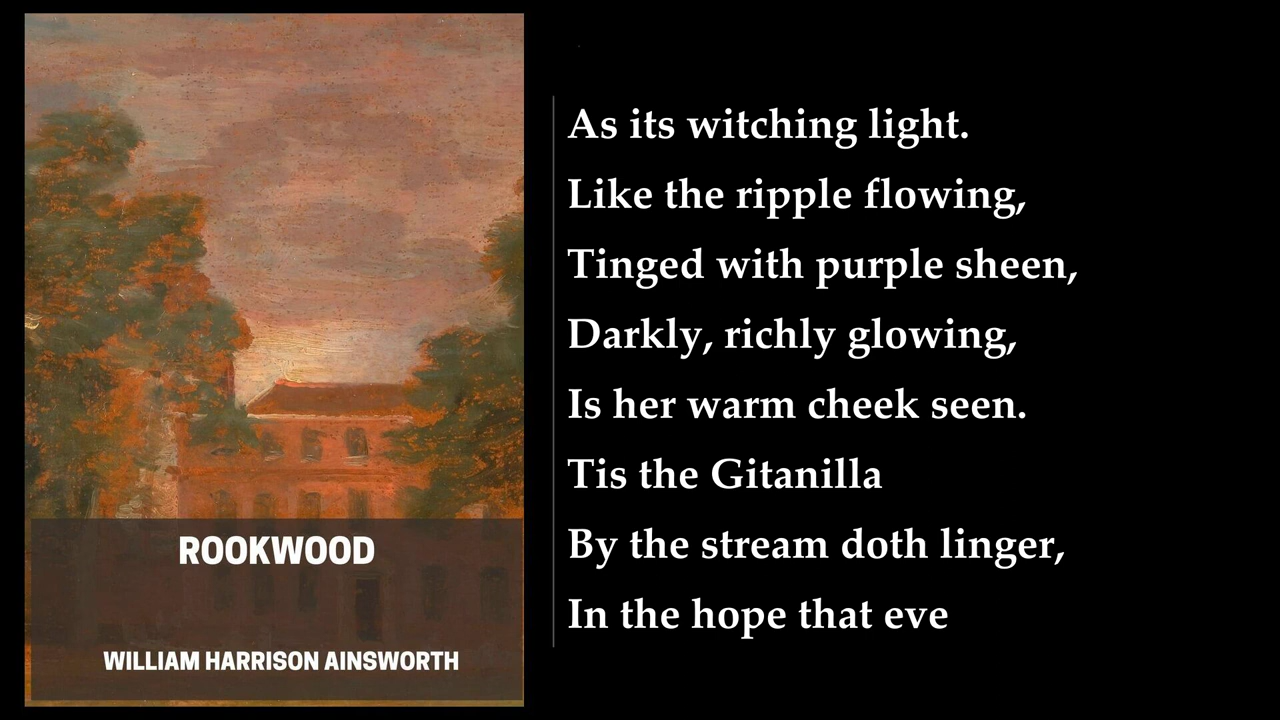 ROOKWOOD
WILLIAM HARRISON AINSWORTH
As its witching light.
Like the ripple flowing,
Tinged with purple sheen,
Darkly, richly glowing,
Is her warm cheek seen.
Tis the Gitanilla
By the stream doth linger,
In the hope that eve